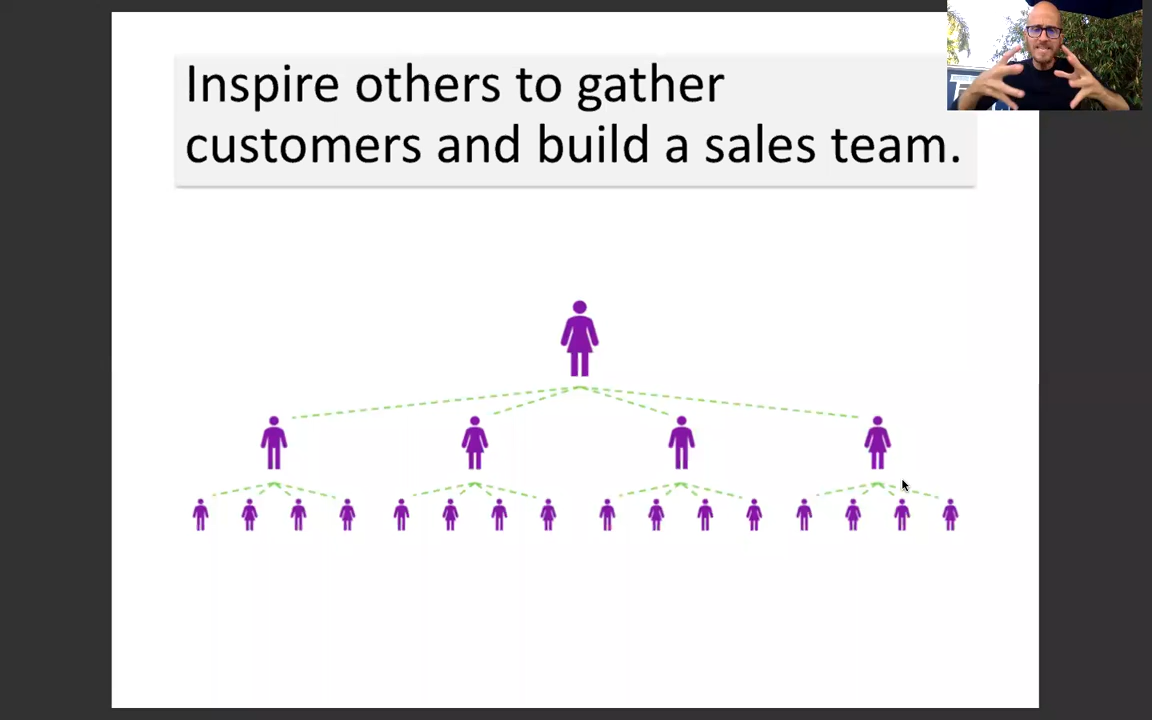 Inspire others to gather
customers and build a sales team.